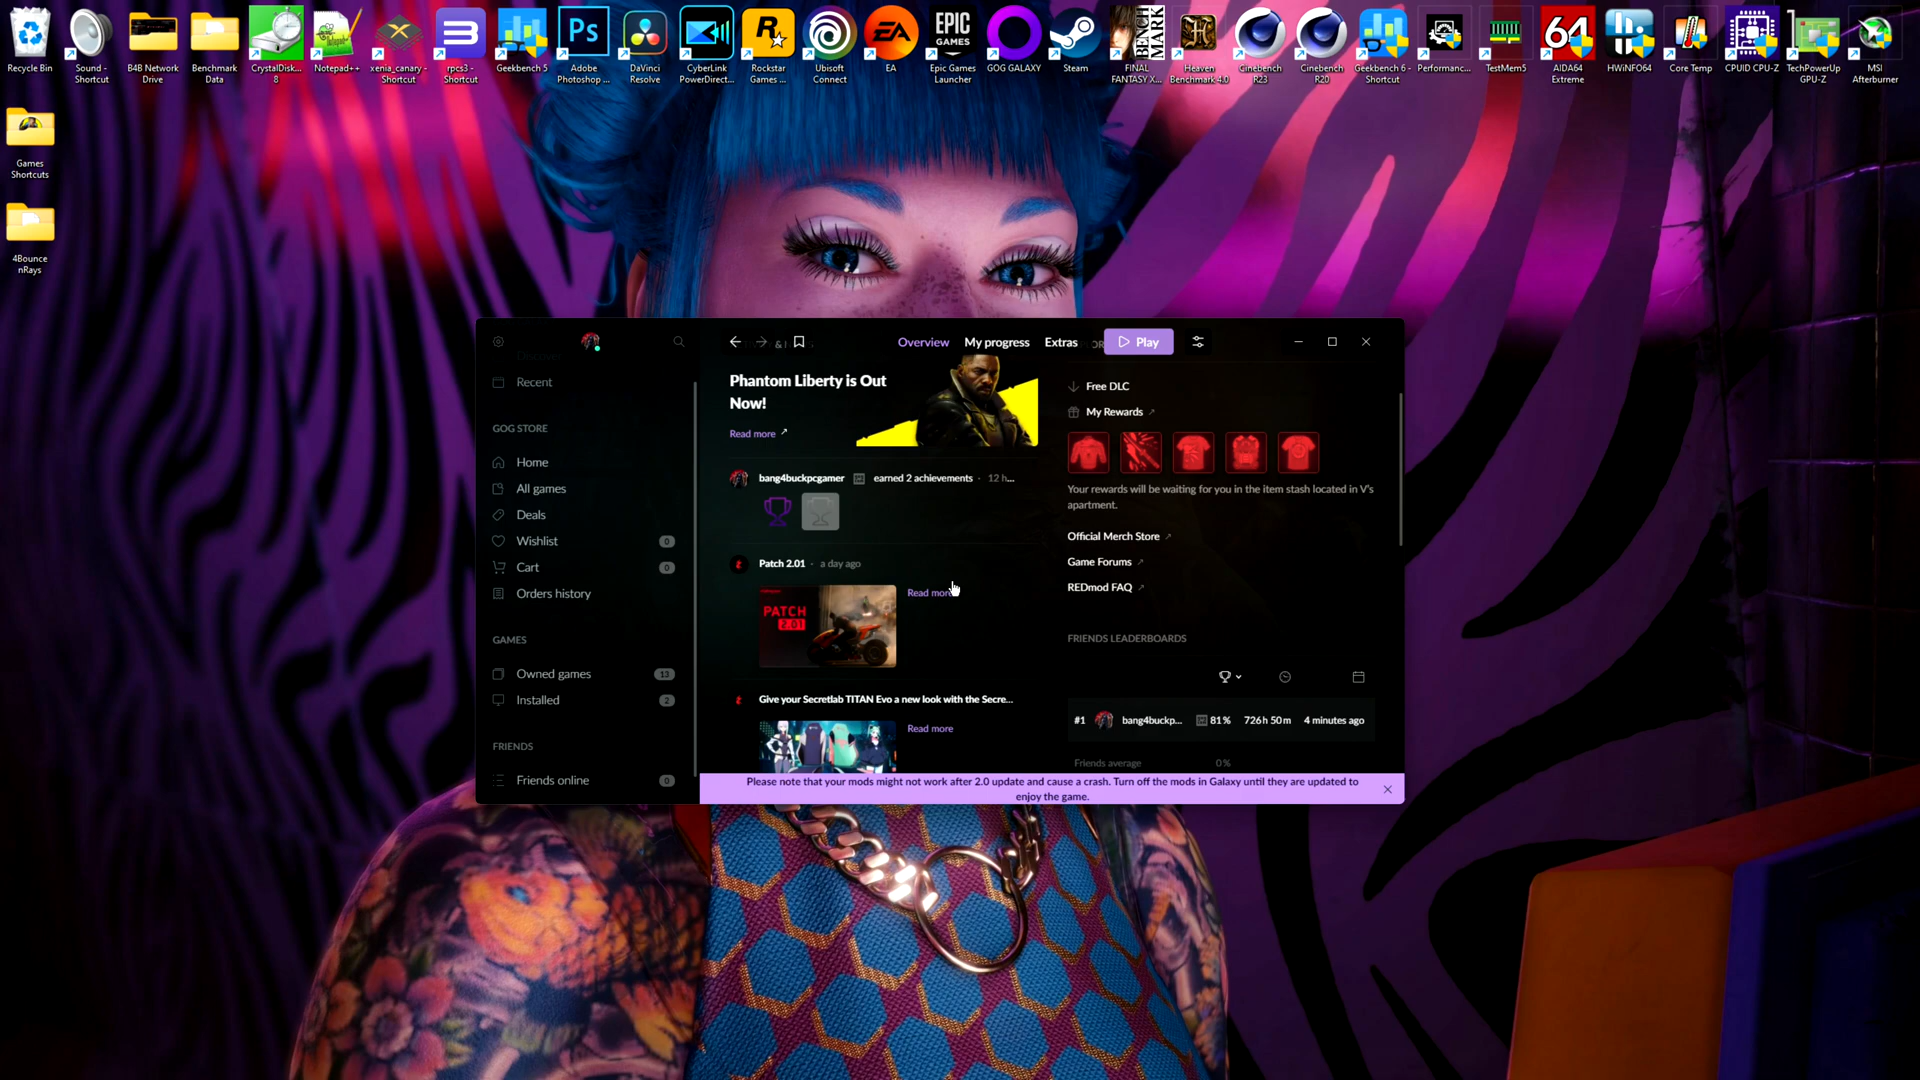 Recycle Bin
Sound - Shortcut
B4B Network Drive
Benchmark Data
CrystalDisk... 8
Notepad++
xenia_canary - Shortcut
rpcs3 - Shortcut
Geekbench 5
Adobe Photoshop ...
DaVinci Resolve
CyberLink PowerDirect...
Rockstar Games ...
Ubisoft Connect
EA
Epic Games Launcher
GOG GALAXY
Steam
FINAL FANTASY X...
Heaven Benchmark 4.0
Cinebench R23
Cinebench R20
Geekbench 6 - Shortcut
Performanc...
TestMem5
AIDA64 Extreme
HWiNFO64
Core Temp
CPUID CPU-Z
TechPowerUp GPU-Z
MSI Afterburner
Games Shortcuts
4Bounce nRays
Discover
Recent
GOG STORE
Home
All games
Deals
Wishlist 0
Cart 0
Orders history
GAMES
Owned games 13
Installed 2
FRIENDS
Friends online 0
Overview My progress Extras Play
Phantom Liberty is Out
Now!
Read more
bang4buckpcgamer earned 2 achievements · 12 h...
Patch 2.01 · a day ago
PATCH
2.01
Read more
Give your Secretlab TITAN Evo a new look with the Secre...
Read more
Free DLC
My Rewards
Your rewards will be waiting for you in the item stash located in V's
apartment.
Official Merch Store
Game Forums
REDmod FAQ
FRIENDS LEADERBOARDS
#1 bang4buckp... 81% 726h 50m 4 minutes ago
Friends average 0%
Please note that your mods might not work after 2.0 update and cause a crash. Turn off the mods in Galaxy until they are updated to
enjoy the game.